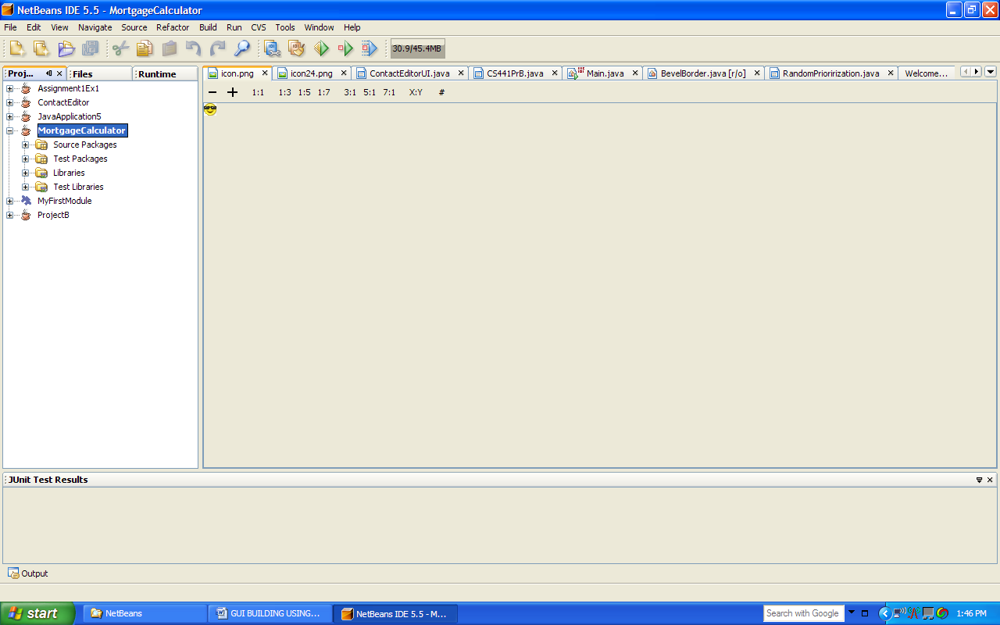 NetBeans IDE 5.5 - MortgageCalculator
File Edit View Navigate Source Refactor Build Run CVS Tools Window Help
30.9/45.4MB
Proj... Files Runtime
icon.png icon24.png ContactEditorUI.java CS441PrB.java Main.java BevelBorder.java [r/o] RandomPriorirization.java Welcome...
1:1 1:3 1:5 1:7 3:1 5:1 7:1 X:Y #
Assignment1Ex1
ContactEditor
JavaApplication5
MortgageCalculator
Source Packages
Test Packages
Libraries
Test Libraries
MyFirstModule
ProjectB
JUnit Test Results
Output
start NetBeans GUI BUILDING USING... NetBeans IDE 5.5 - M... Search with Google 1:46 PM